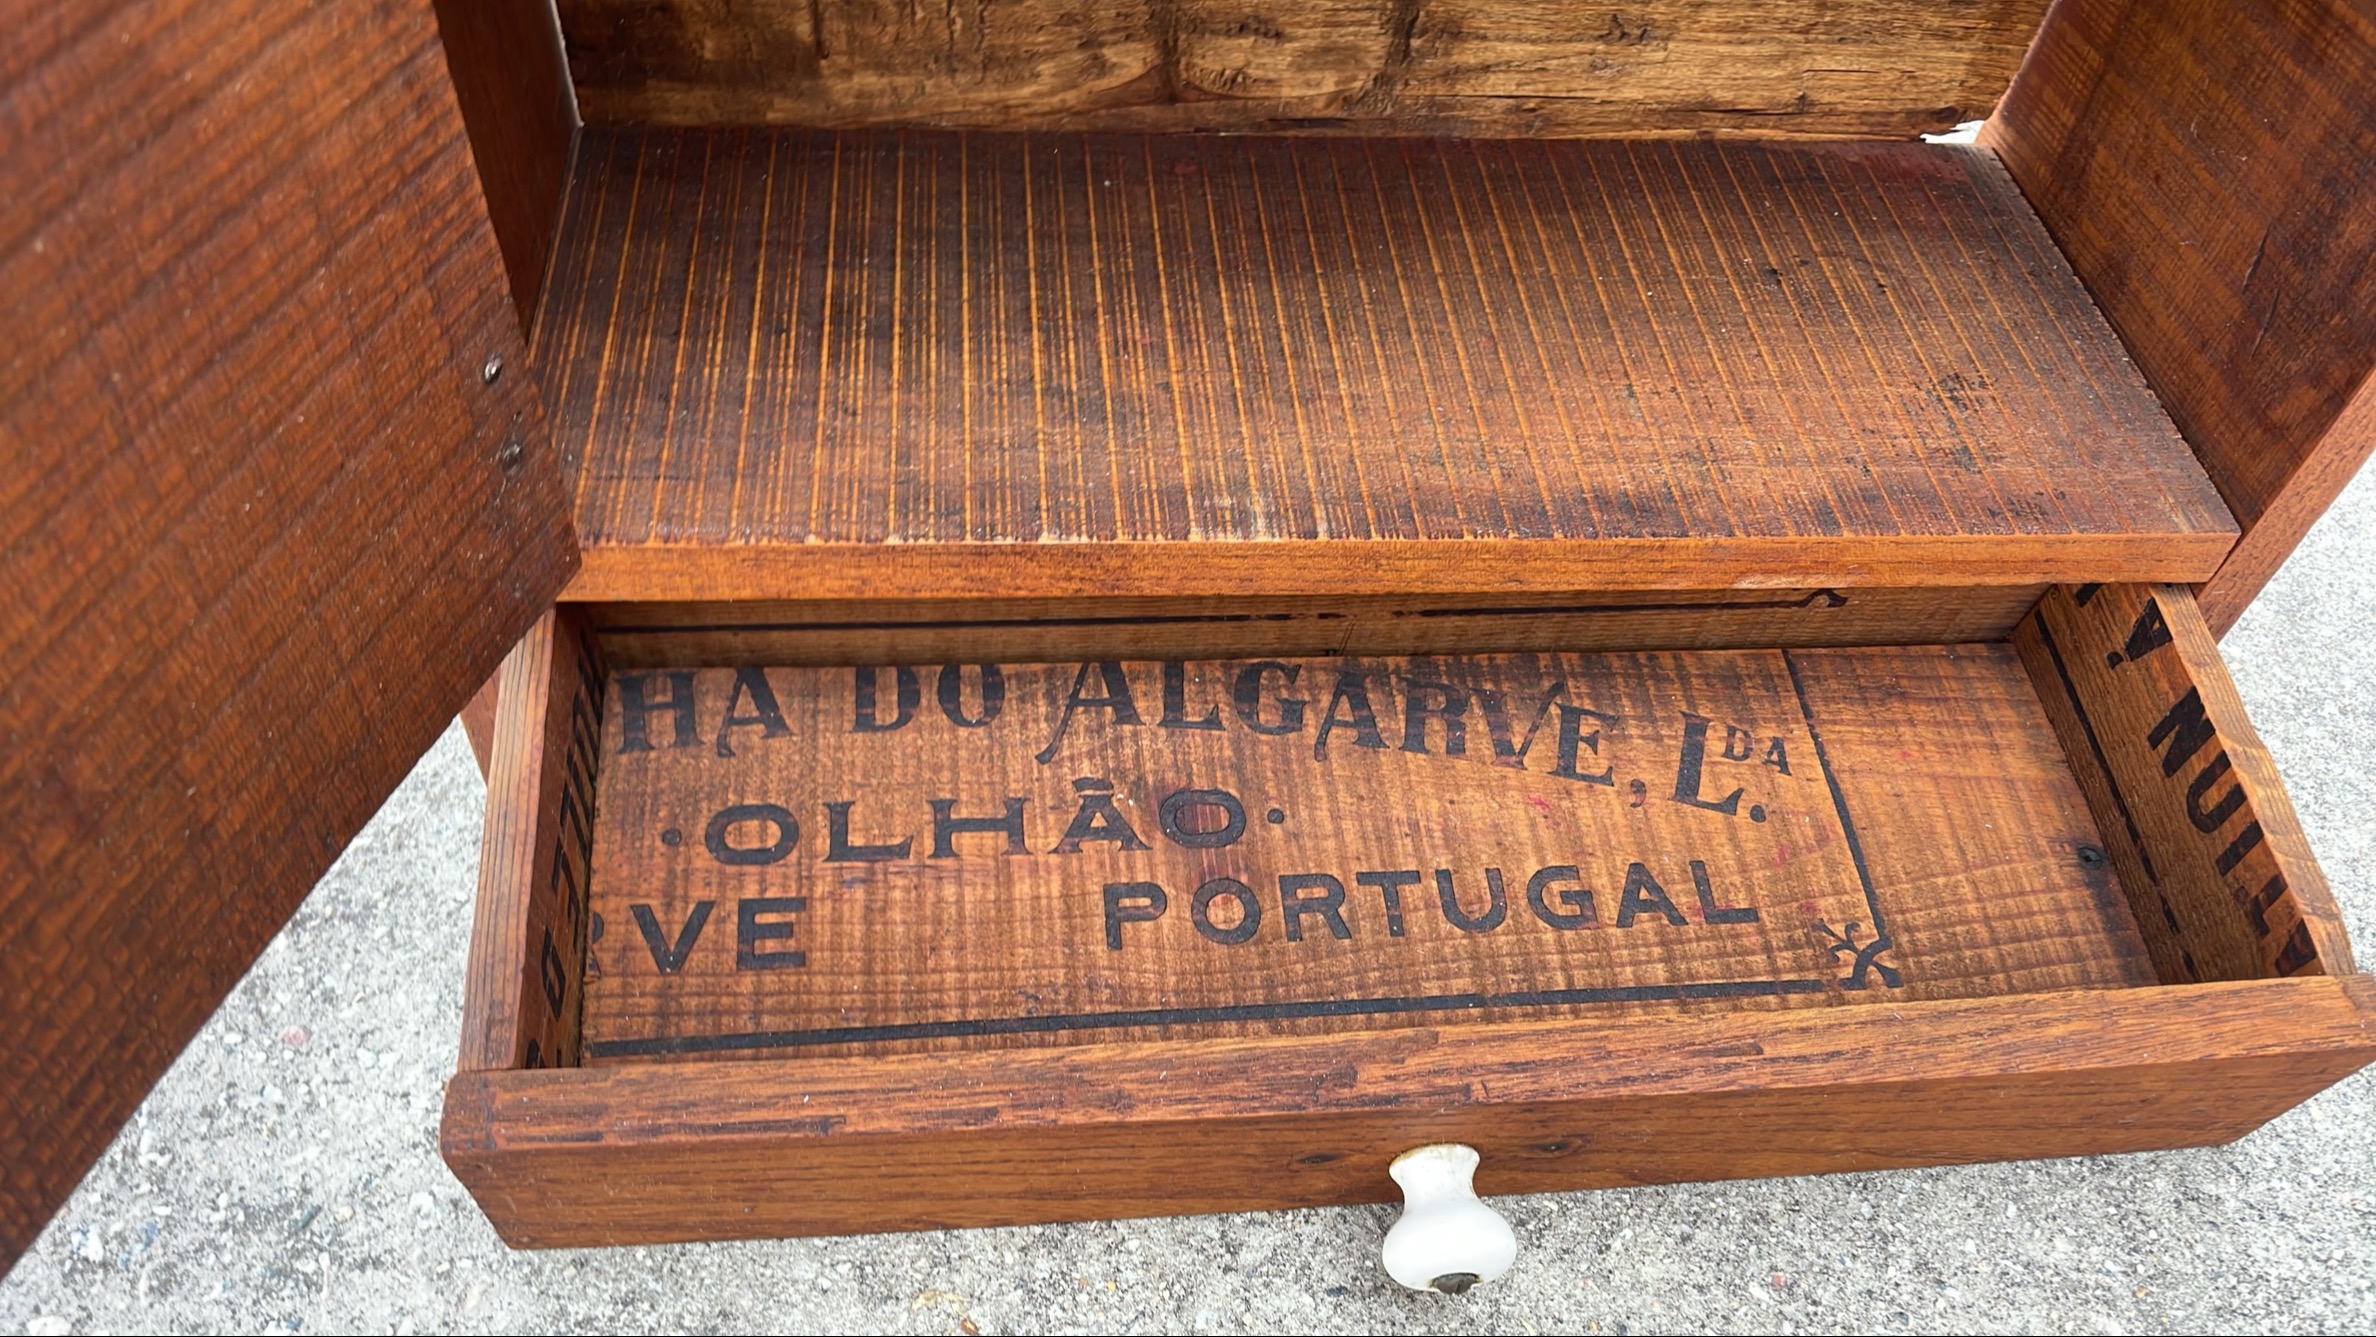 HA DO ALGARVE, LDA.
·OLHÃO·
RVE PORTUGAL